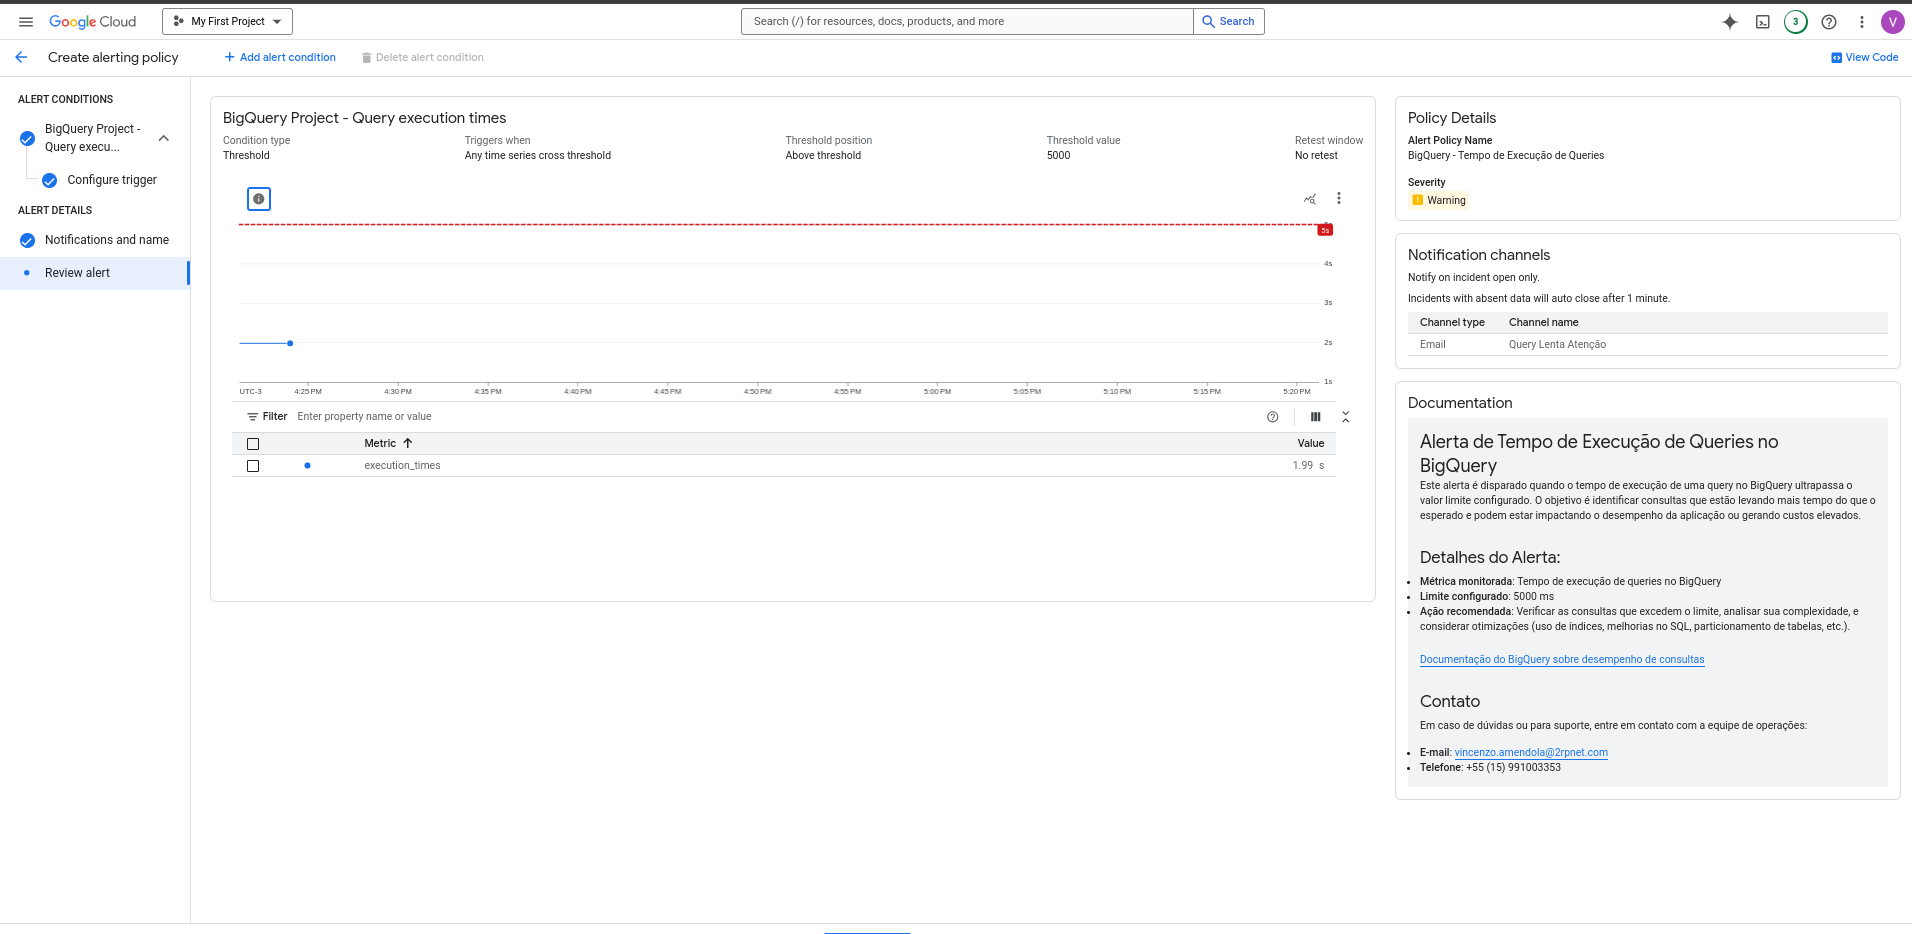 Google Cloud
My First Project
Search (/) for resources, docs, products, and more
Search
3
V
Create alerting policy
Add alert condition
Delete alert condition
View Code
ALERT CONDITIONS
BigQuery Project -
Query execu...
Configure trigger
ALERT DETAILS
Notifications and name
Review alert
BigQuery Project - Query execution times
Condition type
Threshold
Triggers when
Any time series cross threshold
Threshold position
Above threshold
Threshold value
5000
Retest window
No retest
5s
4s
3s
2s
1s
UTC-3
4:25 PM
4:30 PM
4:35 PM
4:40 PM
4:45 PM
4:50 PM
4:55 PM
5:00 PM
5:05 PM
5:10 PM
5:15 PM
5:20 PM
Filter
Enter property name or value
Metric
Value
execution_times
1.99 s
Policy Details
Alert Policy Name
BigQuery - Tempo de Execução de Queries
Severity
Warning
Notification channels
Notify on incident open only.
Incidents with absent data will auto close after 1 minute.
Channel type
Channel name
Email
Query Lenta Atenção
Documentation
Alerta de Tempo de Execução de Queries no
BigQuery
Este alerta é disparado quando o tempo de execução de uma query no BigQuery ultrapassa o
valor limite configurado. O objetivo é identificar consultas que estão levando mais tempo do que o
esperado e podem estar impactando o desempenho da aplicação ou gerando custos elevados.
Detalhes do Alerta:
Métrica monitorada: Tempo de execução de queries no BigQuery
Limite configurado: 5000 ms
Ação recomendada: Verificar as consultas que excedem o limite, analisar sua complexidade, e
considerar otimizações (uso de índices, melhorias no SQL, particionamento de tabelas, etc.).
Documentação do BigQuery sobre desempenho de consultas
Contato
Em caso de dúvidas ou para suporte, entre em contato com a equipe de operações:
E-mail: vincenzo.amendola@2rpnet.com
Telefone: +55 (15) 991003353